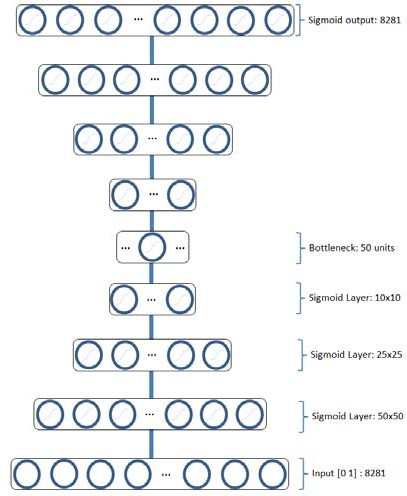 Sigmoid output: 8281
Bottleneck: 50 units
Sigmoid Layer: 10x10
Sigmoid Layer: 25x25
Sigmoid Layer: 50x50
Input [0 1] : 8281